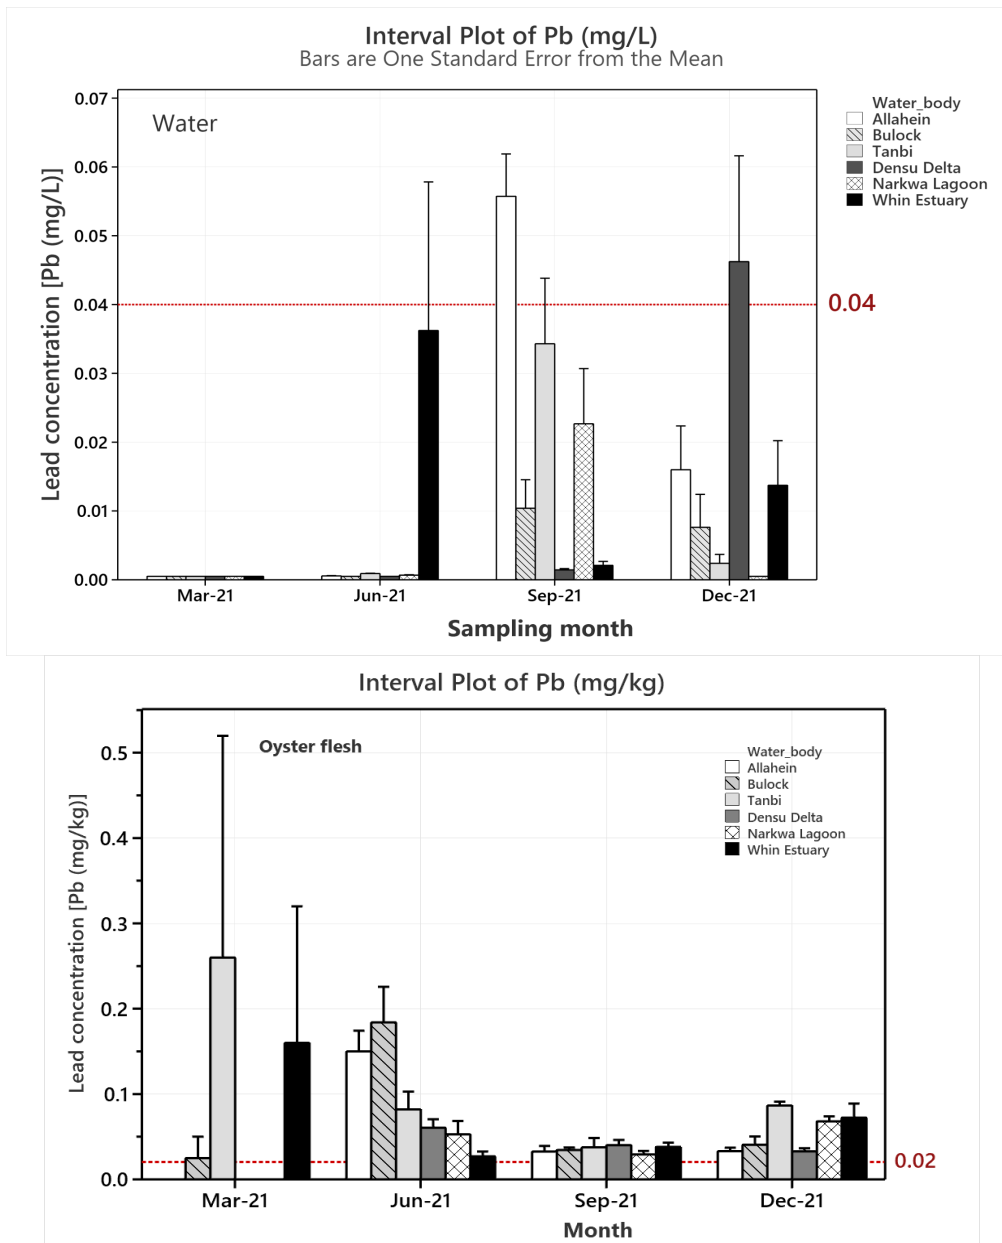 Interval Plot of Pb (mg/L)
Bars are One Standard Error from the Mean
Water
Lead concentration [Pb (mg/L)]
0.07
0.06
0.05
0.04
0.03
0.02
0.01
0.00
0.04
Mar-21
Jun-21
Sep-21
Dec-21
Sampling month
Water_body
Allahein
Bulock
Tanbi
Densu Delta
Narkwa Lagoon
Whin Estuary
Interval Plot of Pb (mg/kg)
Oyster flesh
Lead concentration [Pb (mg/kg)]
0.5
0.4
0.3
0.2
0.1
0.0
Water_body
Allahein
Bulock
Tanbi
Densu Delta
Narkwa Lagoon
Whin Estuary
0.02
Mar-21
Jun-21
Sep-21
Dec-21
Month